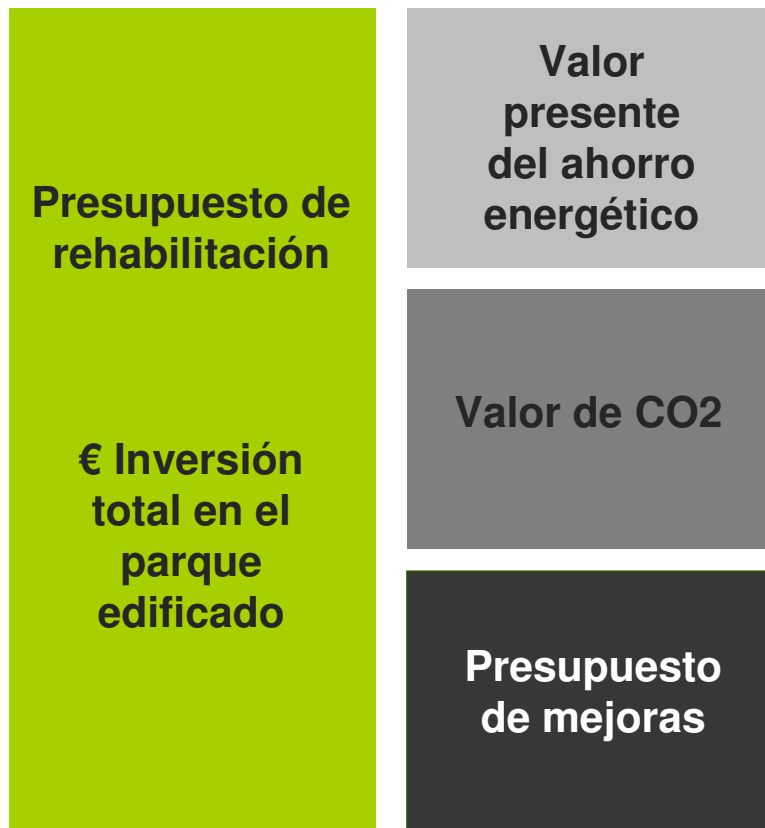 Presupuesto de
rehabilitación
€ Inversión
total en el
parque
edificado
Valor
presente
del ahorro
energético
Valor de CO2
Presupuesto
de mejoras